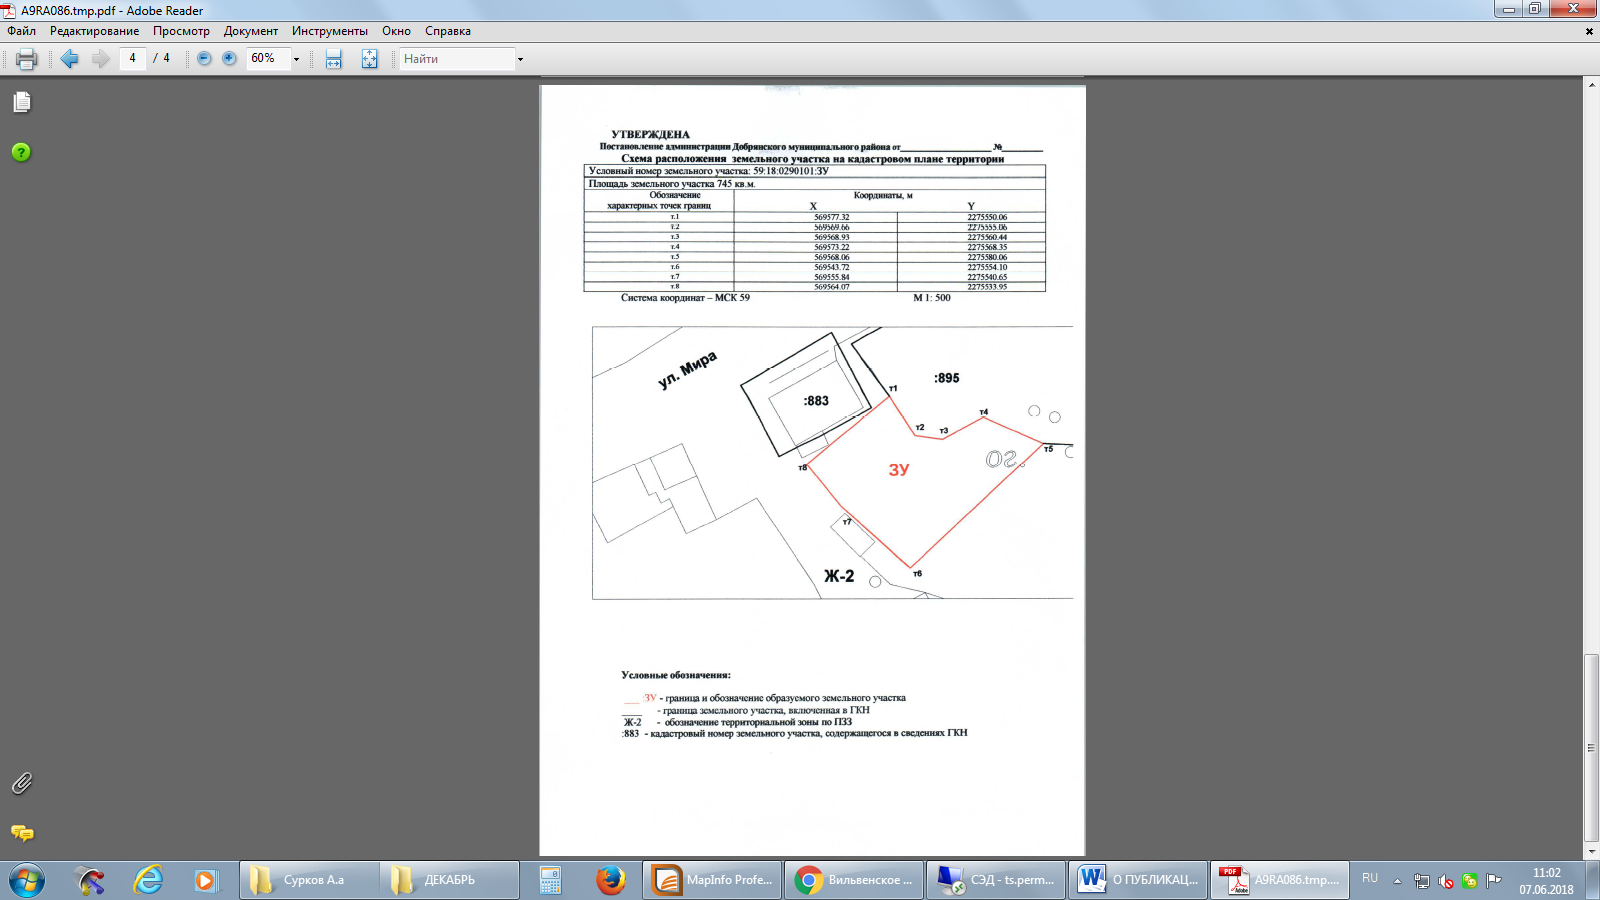 A9RA086.tmp.pdf - Adobe Reader
Файл Редактирование Просмотр Документ Инструменты Окно Справка
4 / 4 60% Найти
УТВЕРЖДЕНА
Постановление администрации Добрянского муниципального района от____________________ №_________
Схема расположения земельного участка на кадастровом плане территории
Условный номер земельного участка: 59:18:0290101:ЗУ
Площадь земельного участка 745 кв.м.
Обозначение характерных точек границ Координаты, м
X Y
т.1 569577.32 2275550.06
т.2 569569.66 2275555.06
т.3 569568.93 2275560.44
т.4 569573.22 2275568.35
т.5 569568.06 2275580.06
т.6 569543.72 2275554.10
т.7 569555.84 2275540.65
т.8 569564.07 2275533.95
Система координат – МСК 59 М 1: 500
ул. Мира
:883
:895
т1
т2
т3
т4
т5
т8
ЗУ
т7
т6
Ж-2
Условные обозначения:
___ :ЗУ - граница и обозначение образуемого земельного участка
____ - граница земельного участка, включенная в ГКН
Ж-2 - обозначение территориальной зоны по ПЗЗ
:883 - кадастровый номер земельного участка, содержащегося в сведениях ГКН
Сурков А.а
ДЕКАБРЬ
MapInfo Profe...
Вильвенское ...
СЭД - ts.perm...
О ПУБЛИКАЦ...
A9RA086.tmp....
RU
11:02
07.06.2018